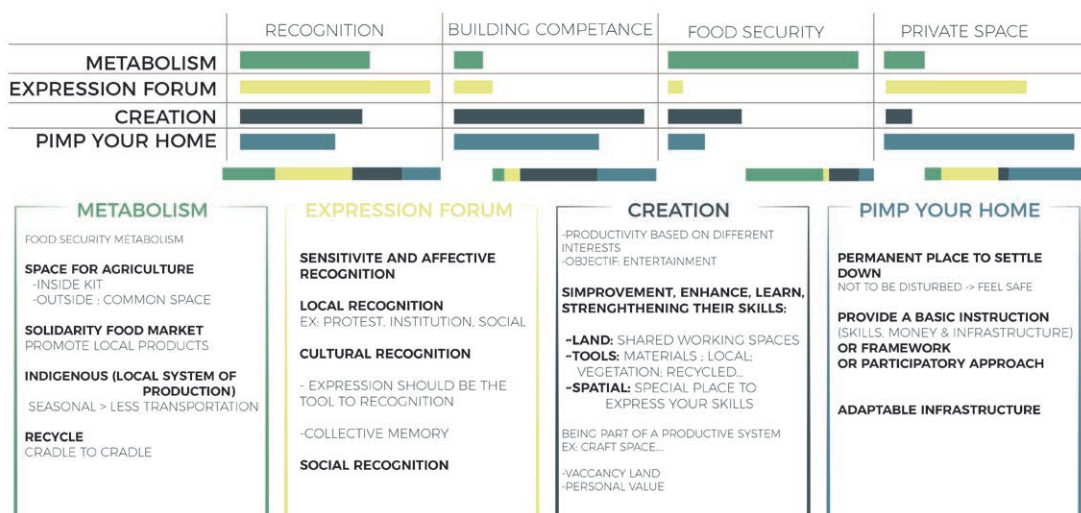 RECOGNITION
BUILDING COMPETANCE
FOOD SECURITY
PRIVATE SPACE
METABOLISM
EXPRESSION FORUM
CREATION
PIMP YOUR HOME
METABOLISM
FOOD SECURITY METABOLISM
SPACE FOR AGRICULTURE
-INSIDE KIT
-OUTSIDE : COMMON SPACE
SOLIDARITY FOOD MARKET
PROMOTE LOCAL PRODUCTS
INDIGENOUS (LOCAL SYSTEM OF
PRODUCTION)
SEASONAL > LESS TRANSPORTATION
RECYCLE
CRADLE TO CRADLE
EXPRESSION FORUM
SENSITIVITE AND AFFECTIVE
RECOGNITION
LOCAL RECOGNITION
EX: PROTEST, INSTITUTION, SOCIAL
CULTURAL RECOGNITION
- EXPRESSION SHOULD BE THE
TOOL TO RECOGNITION
-COLLECTIVE MEMORY
SOCIAL RECOGNITION
CREATION
-PRODUCTIVITY BASED ON DIFFERENT
INTERESTS
-OBJECTIF: ENTERTAINMENT
SIMPROVEMENT, ENHANCE, LEARN,
STRENGHTENING THEIR SKILLS:
-LAND: SHARED WORKING SPACES
-TOOLS: MATERIALS ; LOCAL;
VEGETATION; RECYCLED...
-SPATIAL: SPECIAL PLACE TO
EXPRESS YOUR SKILLS
BEING PART OF A PRODUCTIVE SYSTEM
EX: CRAFT SPACE....
-VACCANCY LAND
-PERSONAL VALUE
PIMP YOUR HOME
PERMANENT PLACE TO SETTLE
DOWN
NOT TO BE DISTURBED -> FEEL SAFE
PROVIDE A BASIC INSTRUCTION
(SKILLS, MONEY & INFRASTRUCTURE)
OR FRAMEWORK
OR PARTICIPATORY APPROACH
ADAPTABLE INFRASTRUCTURE